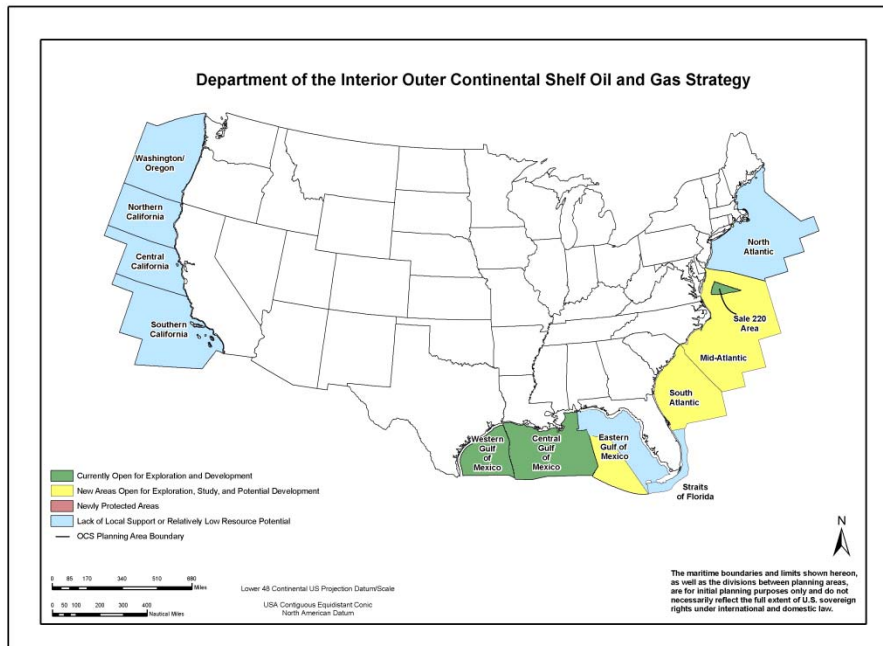 Department of the Interior Outer Continental Shelf Oil and Gas Strategy
Washington/
Oregon
Northern
California
Central
California
Southern
California
North
Atlantic
Sale 220
Area
Mid-Atlantic
South
Atlantic
Western
Gulf
of
Mexico
Central
Gulf
of
Mexico
Eastern
Gulf
of Mexico
Straits
of Florida
Currently Open for Exploration and Development
New Areas Open for Exploration, Study, and Potential Development
Newly Protected Areas
Lack of Local Support or Relatively Low Resource Potential
OCS Planning Area Boundary
N
0 85 170 340 510 680
Miles
0 50 100 200 300 400
Nautical Miles
Lower 48 Continental US Projection Datum/Scale
USA Contiguous Equidistant Conic
North American Datum
The maritime boundaries and limits shown hereon,
as well as the divisions between planning areas,
are for initial planning purposes only and do not
necessarily reflect the full extent of U.S. sovereign
rights under international and domestic law.